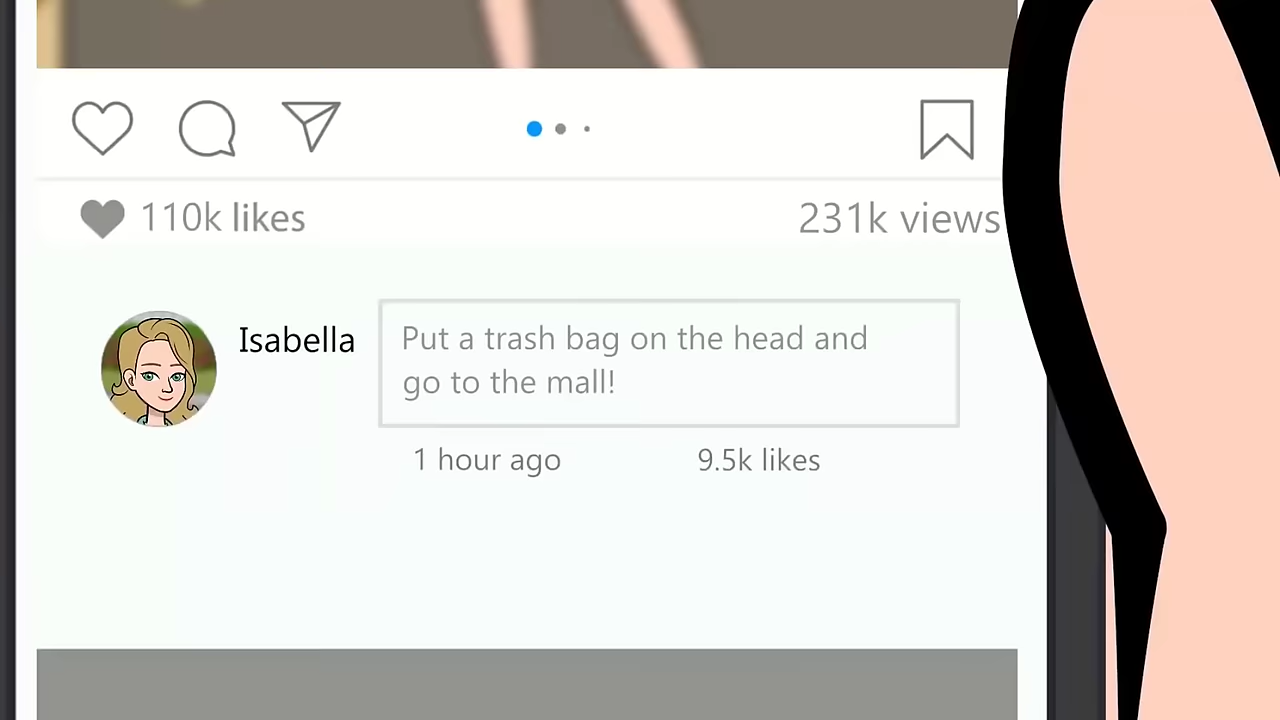 110k likes
231k views
Isabella
Put a trash bag on the head and
go to the mall!
1 hour ago
9.5k likes